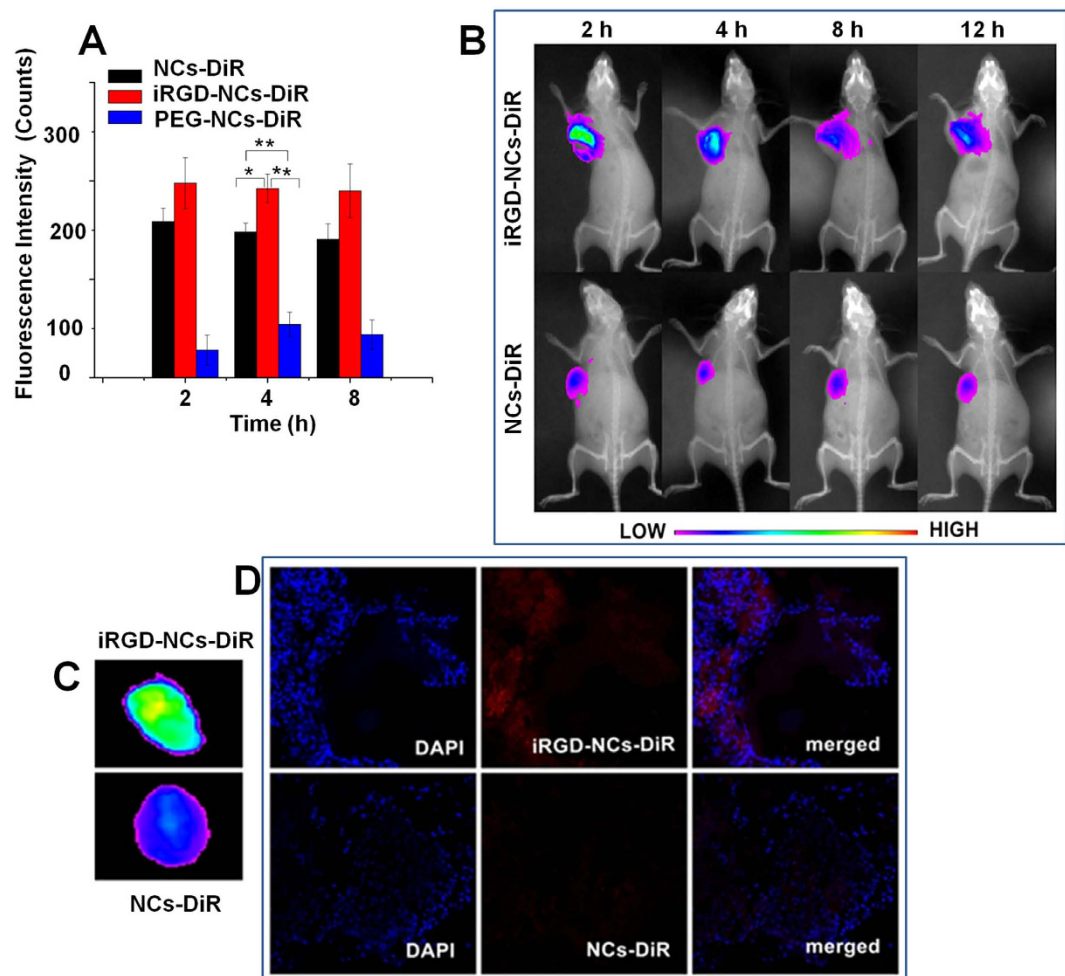 A
NCs-DiR
iRGD-NCs-DiR
PEG-NCs-DiR
Fluorescence Intensity (Counts)
300
200
100
0
**
* **
2 4 8
Time (h)
B
2 h 4 h 8 h 12 h
iRGD-NCs-DiR
NCs-DiR
LOW HIGH
C
iRGD-NCs-DiR
NCs-DiR
D
DAPI iRGD-NCs-DiR merged
DAPI NCs-DiR merged